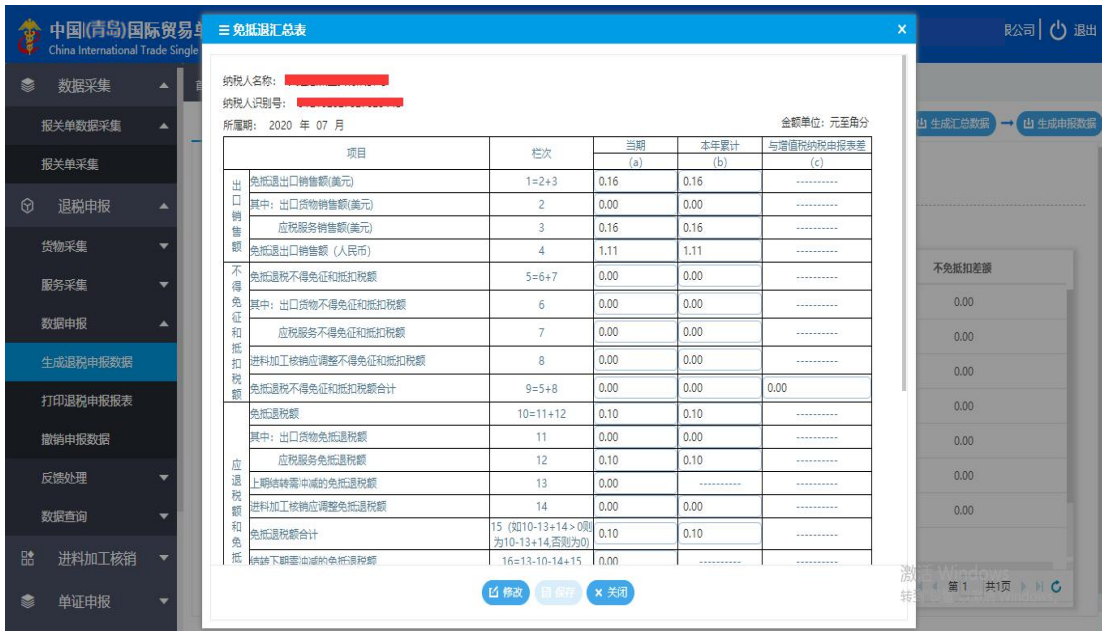 中国(青岛)国际贸易单
China International Trade Single
限公司 退出
数据采集
报关单数据采集
报关单采集
退税申报
货物采集
服务采集
数据申报
生成退税申报数据
打印退税申报报表
撤销申报数据
反馈处理
数据查询
进料加工核销
单证申报
免抵退汇总表
纳税人名称:
纳税人识别号:
所属期: 2020 年 07 月 金额单位: 元至角分
项目 栏次 当期 本年累计 与增值税纳税申报表差
(a) (b) (c)
出口销售额
免抵退出口销售额(美元) 1=2+3 0.16 0.16 ----------
其中: 出口货物销售额(美元) 2 0.00 0.00 ----------
应税服务销售额(美元) 3 0.16 0.16 ----------
免抵退出口销售额 (人民币) 4 1.11 1.11 ----------
不得免征和抵扣税额
免抵退税不得免征和抵扣税额 5=6+7 0.00 0.00 ----------
其中: 出口货物不得免征和抵扣税额 6 0.00 0.00 ----------
应税服务不得免征和抵扣税额 7 0.00 0.00 ----------
进料加工核销应调整不得免征和抵扣税额 8 0.00 0.00 ----------
免抵退税不得免征和抵扣税额合计 9=5+8 0.00 0.00 0.00
应退税额和免抵
免抵退税额 10=11+12 0.10 0.10 ----------
其中: 出口货物免抵退税额 11 0.00 0.00 ----------
应税服务免抵退税额 12 0.10 0.10 ----------
上期结转需冲减的免抵退税额 13 0.00 ---------- ----------
进料加工核销应调整免抵退税额 14 0.00 0.00 ----------
免抵退税额合计 15 (如10-13+14>0则为10-13+14,否则为0) 0.10 0.10 ----------
结转下期需冲减的免抵退税额 16=13-10-14+15 0.00 ---------- ----------
修改 保存 关闭
生成汇总数据
生成申报数据
不免抵扣差额
0.00
0.00
0.00
0.00
0.00
0.00
0.00
激活 Windows
第 1 共1页